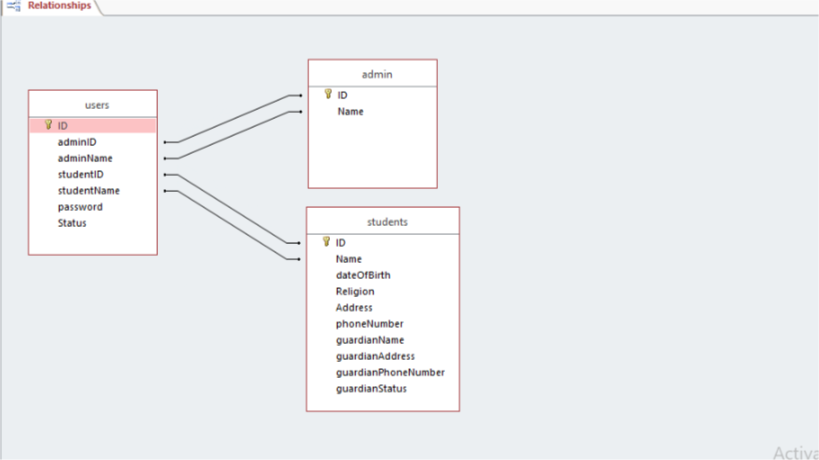 Relationships
users
ID
adminID
adminName
studentID
studentName
password
Status
admin
ID
Name
students
ID
Name
dateOfBirth
Religion
Address
phoneNumber
guardianName
guardianAddress
guardianPhoneNumber
guardianStatus
Activa